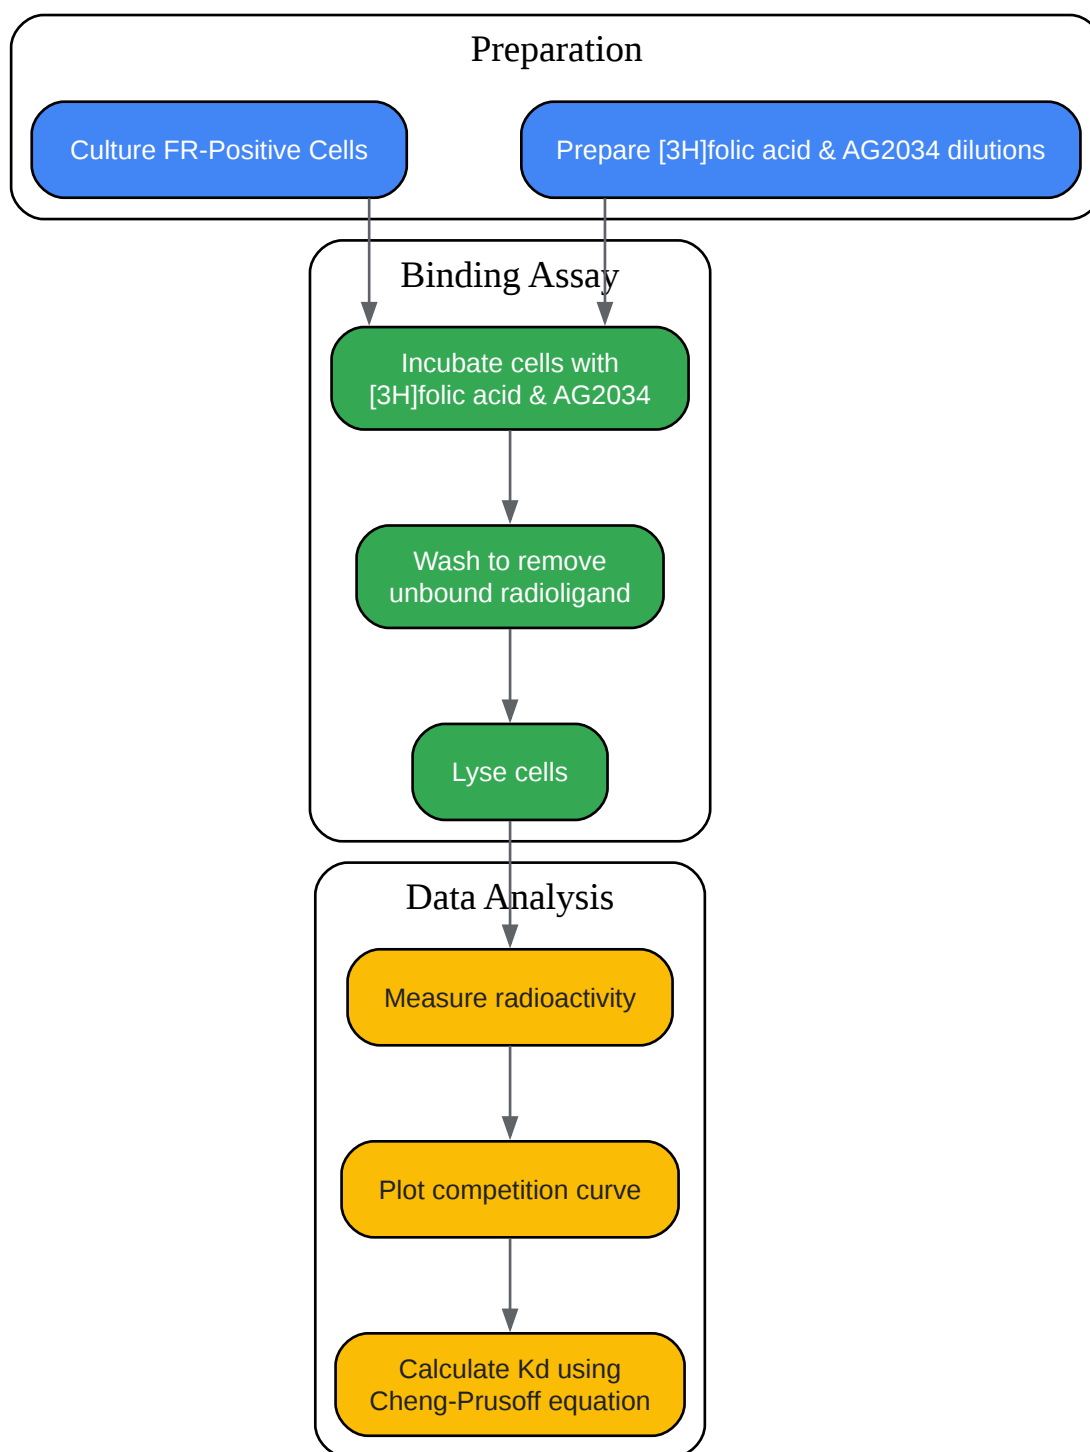 Preparation
Culture FR-Positive Cells
Prepare [3H]folic acid & AG2034 dilutions
Binding Assay
Incubate cells with
[3H]folic acid & AG2034
Wash to remove
unbound radioligand
Lyse cells
Data Analysis
Measure radioactivity
Plot competition curve
Calculate Kd using
Cheng-Prusoff equation